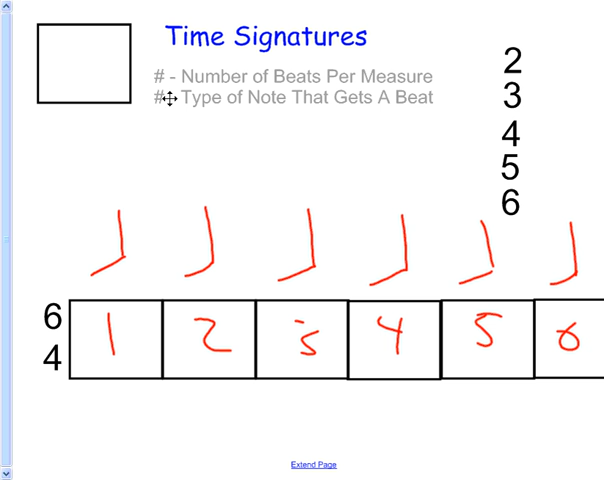 Time Signatures
# - Number of Beats Per Measure
# - Type of Note That Gets A Beat
2
3
4
5
6
6
4
1 2 3 4 5 6
Extend Page